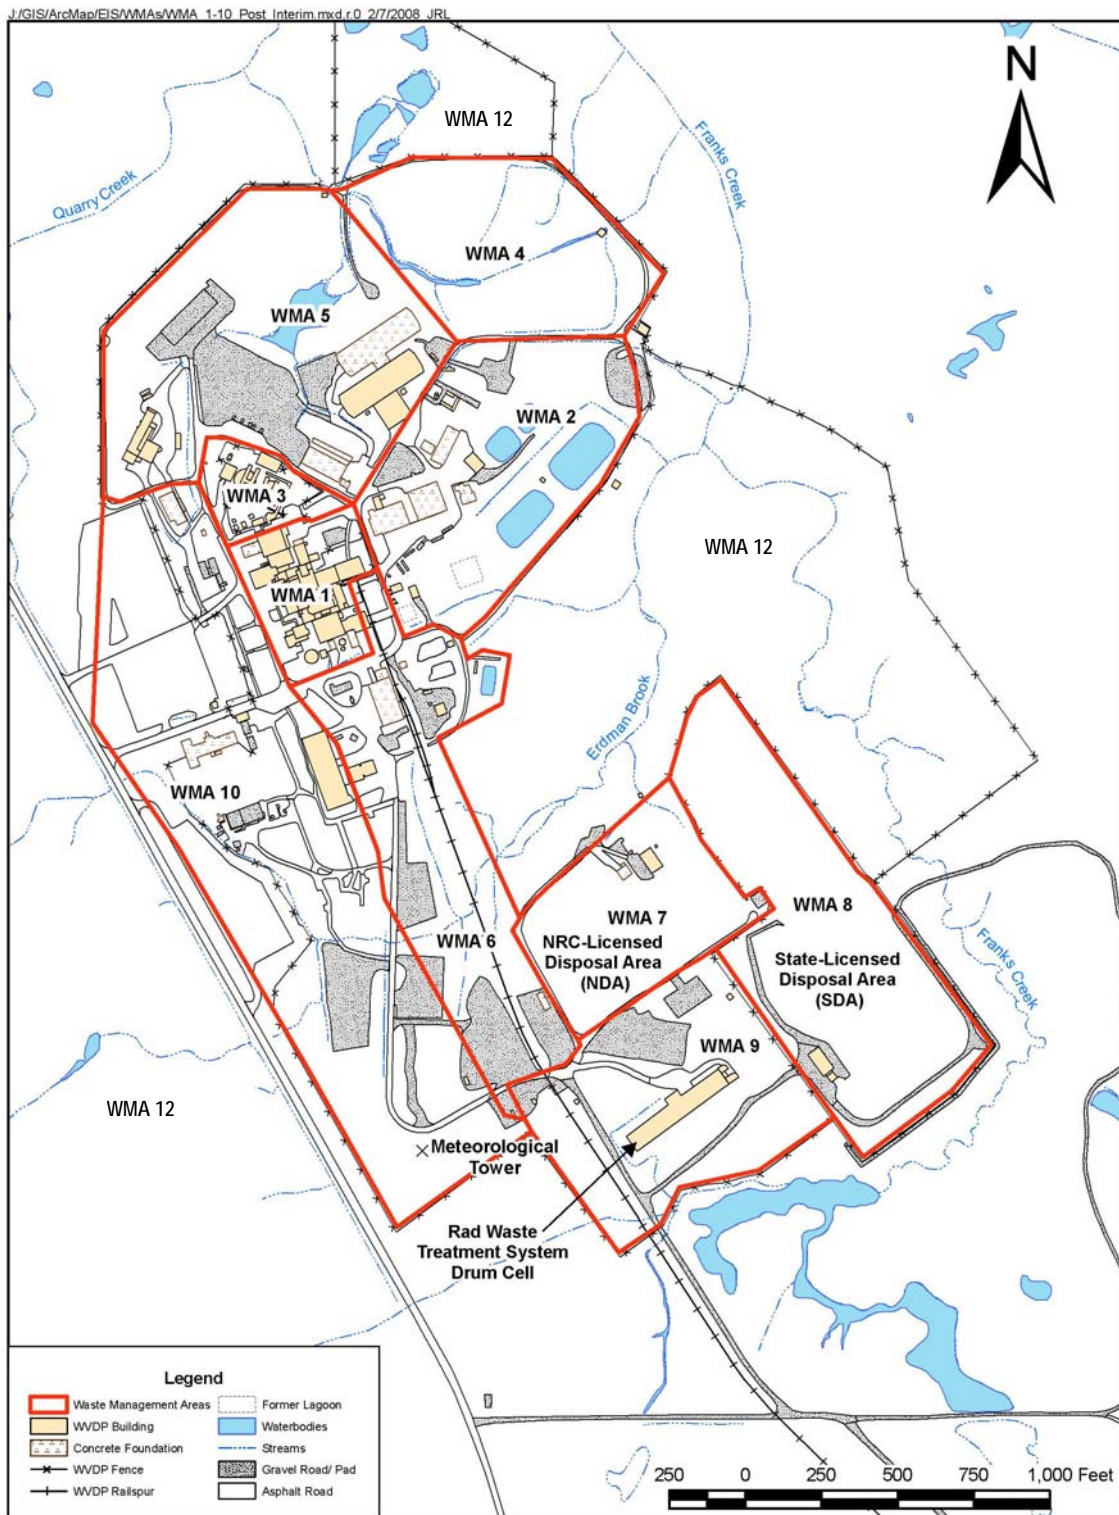 J:/GIS/ArcMap/EIS/WMAs/WMA_1-10_Post_Interim.mxd,r.0 2/7/2008 JRL
N
WMA 12
Franks Creek
Quarry Creek
WMA 4
WMA 5
WMA 2
WMA 3
WMA 12
WMA 1
Erdman Brook
WMA 10
WMA 8
WMA 7
NRC-Licensed
Disposal Area
(NDA)
WMA 6
State-Licensed
Disposal Area
(SDA)
Franks Creek
WMA 9
WMA 12
Meteorological
Tower
Rad Waste
Treatment System
Drum Cell
Legend
Waste Management Areas
Former Lagoon
WVDP Building
Waterbodies
Concrete Foundation
Streams
WVDP Fence
Gravel Road/ Pad
WVDP Railspur
Asphalt Road
250 0 250 500 750 1,000 Feet